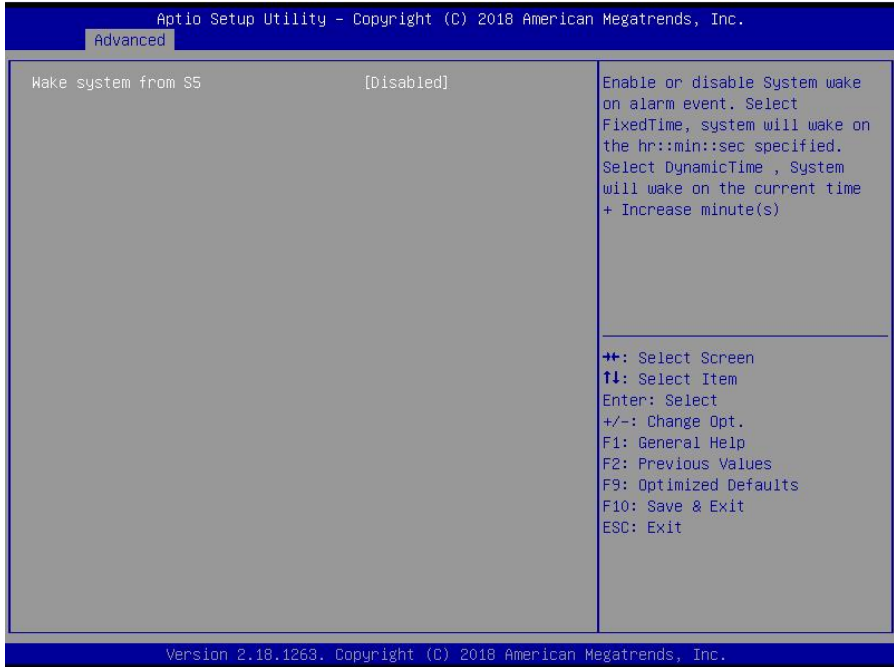 Aptio Setup Utility – Copyright (C) 2018 American Megatrends, Inc.
Advanced
Wake system from S5 [Disabled]
Enable or disable System wake
on alarm event. Select
FixedTime, system will wake on
the hr::min::sec specified.
Select DynamicTime , System
will wake on the current time
+ Increase minute(s)
→←: Select Screen
↑↓: Select Item
Enter: Select
+/-: Change Opt.
F1: General Help
F2: Previous Values
F9: Optimized Defaults
F10: Save & Exit
ESC: Exit
Version 2.18.1263. Copyright (C) 2018 American Megatrends, Inc.